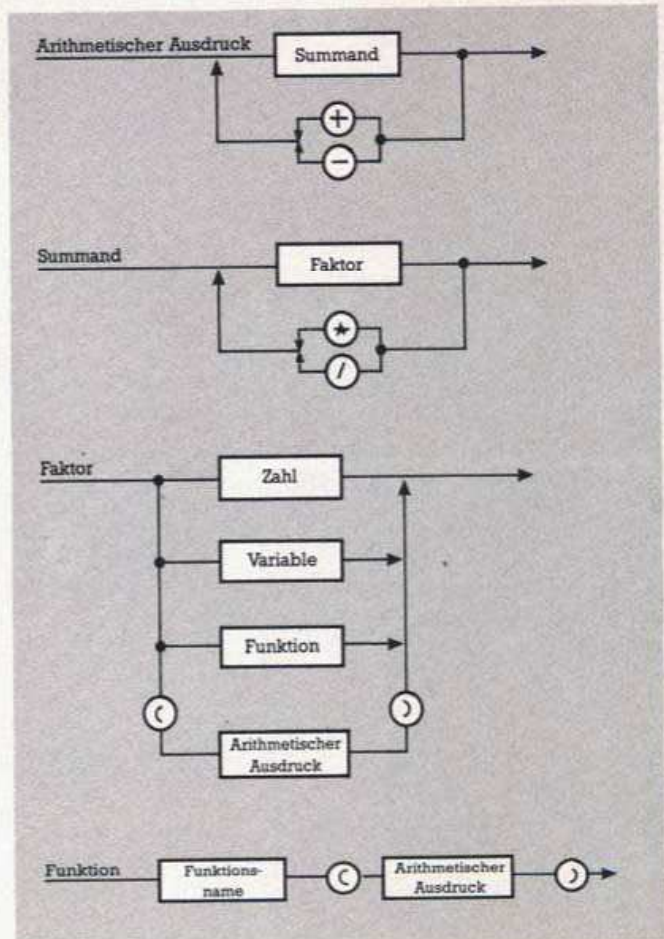 Arithmetischer Ausdruck
Summand
+
−
Summand
Faktor
★
/
Faktor
Zahl
Variable
Funktion
(
)
Arithmetischer
Ausdruck
Funktion
Funktions-
name
(
Arithmetischer
Ausdruck
)